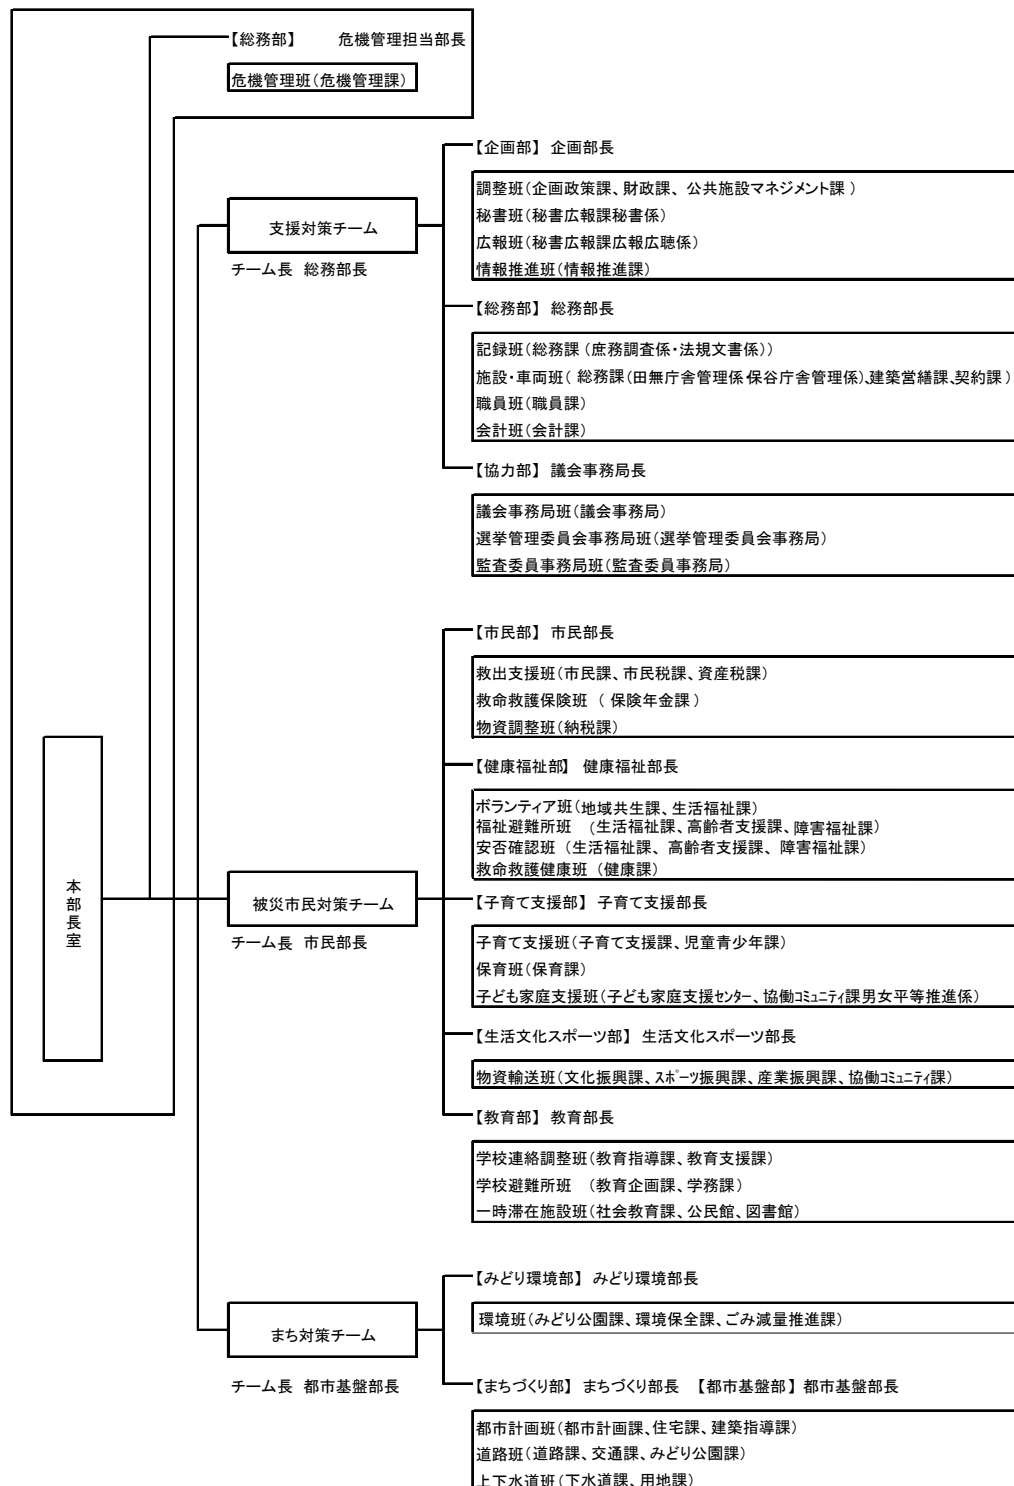 【総務部】 危機管理担当部長
危機管理班(危機管理課)
【企画部】 企画部長
調整班(企画政策課、財政課、 公共施設マネジメント課 )
秘書班(秘書広報課秘書係)
広報班(秘書広報課広報広聴係)
情報推進班(情報推進課)
支援対策チーム
チーム長 総務部長
【総務部】 総務部長
記録班(総務課 (庶務調査係・法規文書係))
施設・車両班( 総務課(田無庁舎管理係・保谷庁舎管理係)、建築営繕課、契約課)
職員班(職員課)
会計班(会計課)
【協力部】 議会事務局長
議会事務局班(議会事務局)
選挙管理委員会事務局班(選挙管理委員会事務局)
監査委員事務局班(監査委員事務局)
【市民部】 市民部長
救出支援班(市民課、市民税課、資産税課)
救命救護保険班 ( 保険年金課 )
物資調整班(納税課)
【健康福祉部】 健康福祉部長
ボランティア班(地域共生課、生活福祉課)
福祉避難所班 (生活福祉課、高齢者支援課、障害福祉課)
安否確認班 (生活福祉課、 高齢者支援課、 障害福祉課)
救命救護健康班 (健康課)
本部長室
被災市民対策チーム
チーム長 市民部長
【子育て支援部】 子育て支援部長
子育て支援班(子育て支援課、児童青少年課)
保育班(保育課)
子ども家庭支援班(子ども家庭支援センター、協働コミュニティ課男女平等推進係)
【生活文化スポーツ部】 生活文化スポーツ部長
物資輸送班(文化振興課、スポーツ振興課、産業振興課、協働コミュニティ課)
【教育部】 教育部長
学校連絡調整班(教育指導課、教育支援課)
学校避難所班 (教育企画課、学務課)
一時滞在施設班(社会教育課、公民館、図書館)
【みどり環境部】 みどり環境部長
環境班(みどり公園課、環境保全課、ごみ減量推進課)
まち対策チーム
チーム長 都市基盤部長
【まちづくり部】 まちづくり部長 【都市基盤部】 都市基盤部長
都市計画班(都市計画課、住宅課、建築指導課)
道路班(道路課、交通課、みどり公園課)
上下水道班(下水道課、用地課)